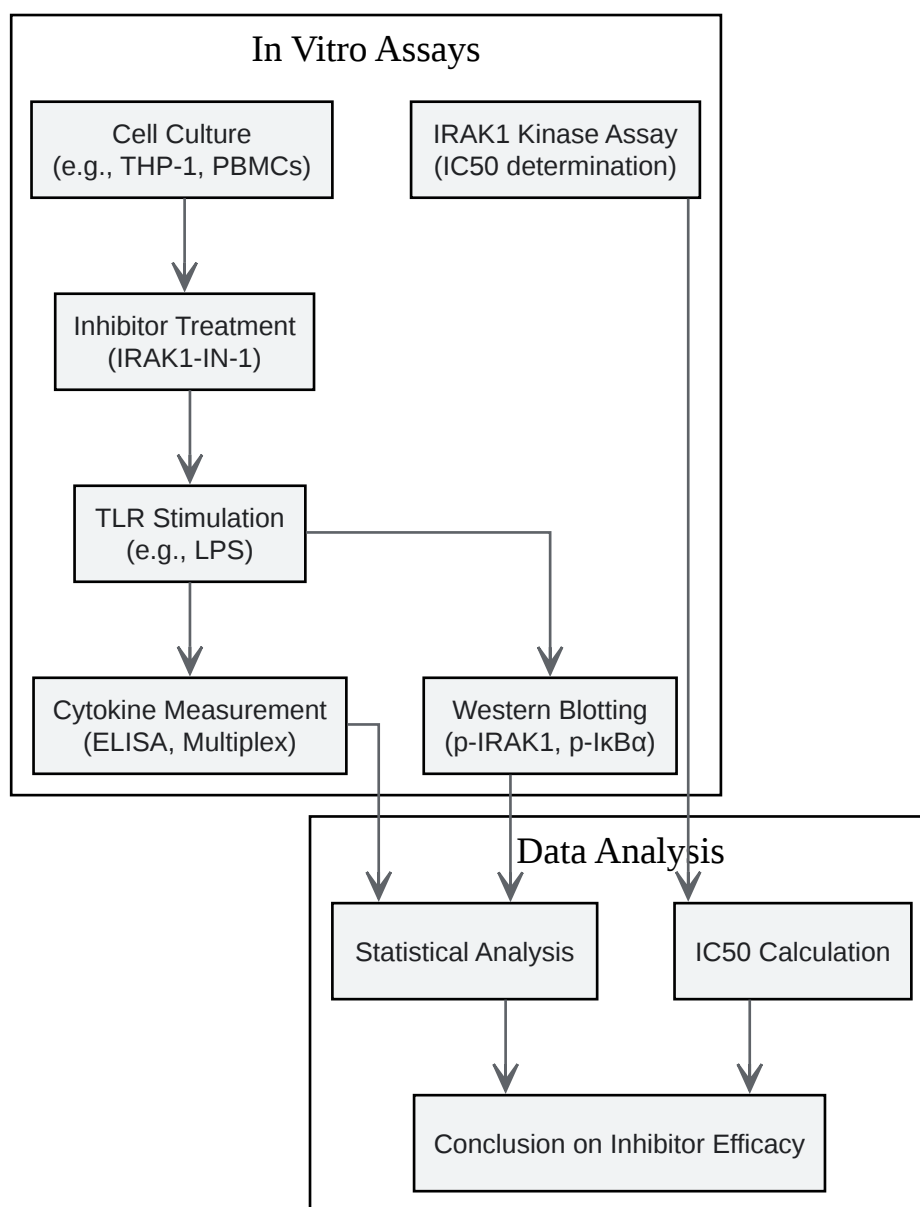 In Vitro Assays
Cell Culture
(e.g., THP-1, PBMCs)
IRAK1 Kinase Assay
(IC50 determination)
Inhibitor Treatment
(IRAK1-IN-1)
TLR Stimulation
(e.g., LPS)
Cytokine Measurement
(ELISA, Multiplex)
Western Blotting
(p-IRAK1, p-IκBα)
Data Analysis
Statistical Analysis
IC50 Calculation
Conclusion on Inhibitor Efficacy